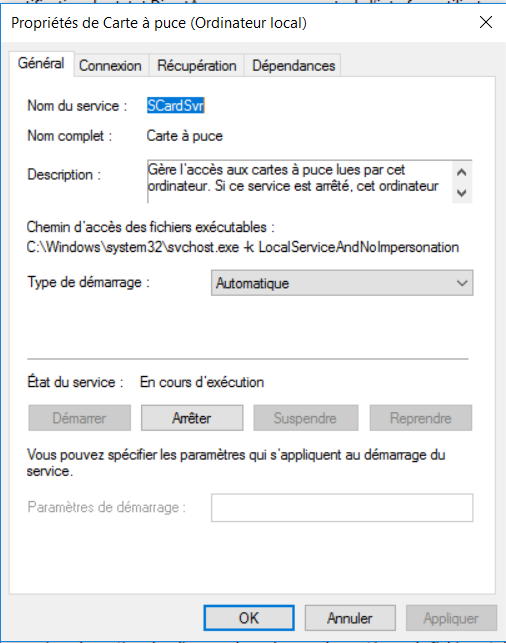 Propriétés de Carte à puce (Ordinateur local)
Général Connexion Récupération Dépendances
Nom du service : SCardSvr
Nom complet : Carte à puce
Description : Gère l'accès aux cartes à puce lues par cet
ordinateur. Si ce service est arrêté, cet ordinateur
Chemin d'accès des fichiers exécutables :
C:\Windows\system32\svchost.exe -k LocalServiceAndNoImpersonation
Type de démarrage : Automatique
État du service : En cours d'exécution
Démarrer Arrêter Suspendre Reprendre
Vous pouvez spécifier les paramètres qui s'appliquent au démarrage du
service.
Paramètres de démarrage :
OK Annuler Appliquer